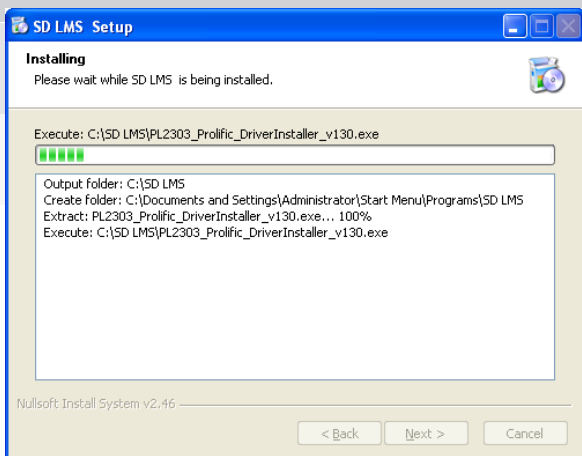 SD LMS  Setup
Installing
Please wait while SD LMS  is being installed.
Execute: C:\SD LMS\PL2303_Prolific_DriverInstaller_v130.exe
Output folder: C:\SD LMS
Create folder: C:\Documents and Settings\Administrator\Start Menu\Programs\SD LMS
Extract: PL2303_Prolific_DriverInstaller_v130.exe... 100%
Execute: C:\SD LMS\PL2303_Prolific_DriverInstaller_v130.exe
Nullsoft Install System v2.46
< Back Next > Cancel